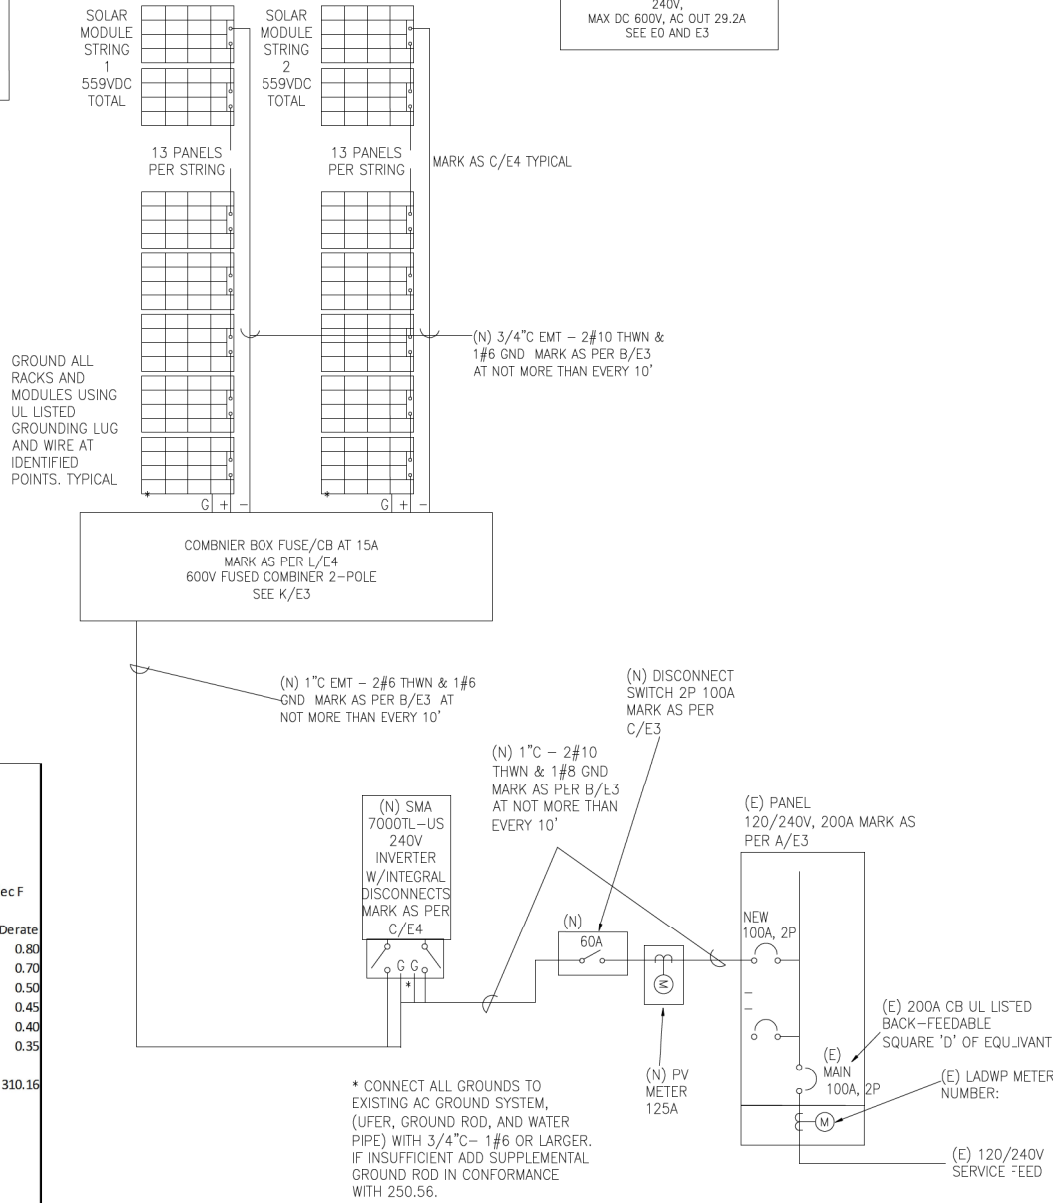 SOLAR
MODULE
STRING
1
559VDC
TOTAL
SOLAR
MODULE
STRING
2
559VDC
TOTAL
240V,
MAX DC 600V, AC OUT 29.2A
SEE E0 AND E3
13 PANELS
PER STRING
13 PANELS
PER STRING
MARK AS C/E4 TYPICAL
(N) 3/4"C EMT – 2#10 THWN &
1#6 GND MARK AS PER B/E3
AT NOT MORE THAN EVERY 10'
GROUND ALL
RACKS AND
MODULES USING
UL LISTED
GROUNDING LUG
AND WIRE AT
IDENTIFIED
POINTS. TYPICAL
*
G + –
*
G + –
COMBNIER BOX FUSE/CB AT 15A
MARK AS PER L/E4
600V FUSED COMBINER 2–POLE
SEE K/E3
(N) 1"C EMT – 2#6 THWN & 1#6
GND MARK AS PER B/E3 AT
NOT MORE THAN EVERY 10'
(N) DISCONNECT
SWITCH 2P 100A
MARK AS PER
C/E3
(N) 1"C – 2#10
THWN & 1#8 GND
MARK AS PER B/E3
AT NOT MORE THAN
EVERY 10'
(N) SMA
7000TL–US
240V
INVERTER
W/INTEGRAL
DISCONNECTS
MARK AS PER
C/E4
G G
*
(N)
60A
M
(N) PV
METER
125A
(E) PANEL
120/240V, 200A MARK AS
PER A/E3
NEW
100A, 2P
(E)
MAIN
100A, 2P
M
(E) 200A CB UL LISTED
BACK–FEEDABLE
SQUARE 'D' OF EQUIVANT
(E) LADWP METER
NUMBER:
(E) 120/240V
SERVICE FEED
* CONNECT ALL GROUNDS TO
EXISTING AC GROUND SYSTEM,
(UFER, GROUND ROD, AND WATER
PIPE) WITH 3/4"C– 1#6 OR LARGER.
IF INSUFFICIENT ADD SUPPLEMENTAL
GROUND ROD IN CONFORMANCE
WITH 250.56.
ec F
Derate
0.80
0.70
0.50
0.45
0.40
0.35
310.16